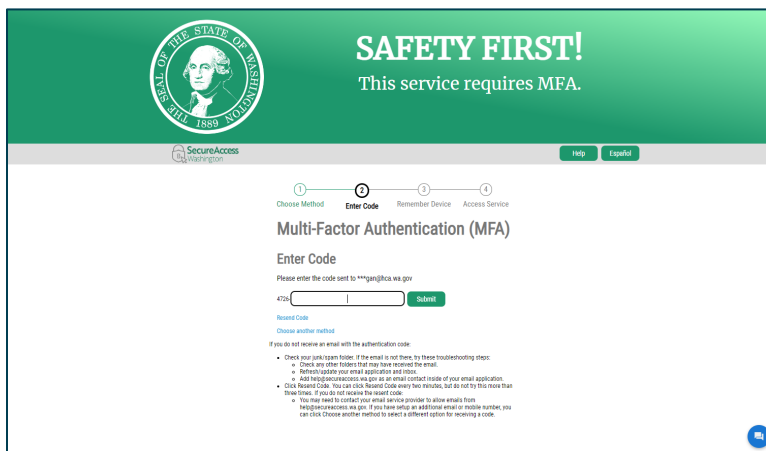 THE SEAL OF THE STATE OF WASHINGTON
1889
SAFETY FIRST!
This service requires MFA.
SecureAccess
Washington
Help
Español
1
2
3
4
Choose Method
Enter Code
Remember Device
Access Service
Multi-Factor Authentication (MFA)
Enter Code
Please enter the code sent to ***gan@hca.wa.gov
4726-
Submit
Resend Code
Choose another method
If you do not receive an email with the authentication code:
• Check your junk/spam folder. If the email is not there, try these troubleshooting steps:
o Check any other folders that may have received the email.
o Refresh/update your email application and inbox.
o Add help@secureaccess.wa.gov as an email contact inside of your email application.
• Click Resend Code. You can click Resend Code every two minutes, but do not try this more than
three times. If you do not receive the resent code:
o You may need to contact your email service provider to allow emails from
help@secureaccess.wa.gov. If you have setup an additional email or mobile number, you
can click Choose another method to select a different option for receiving a code.